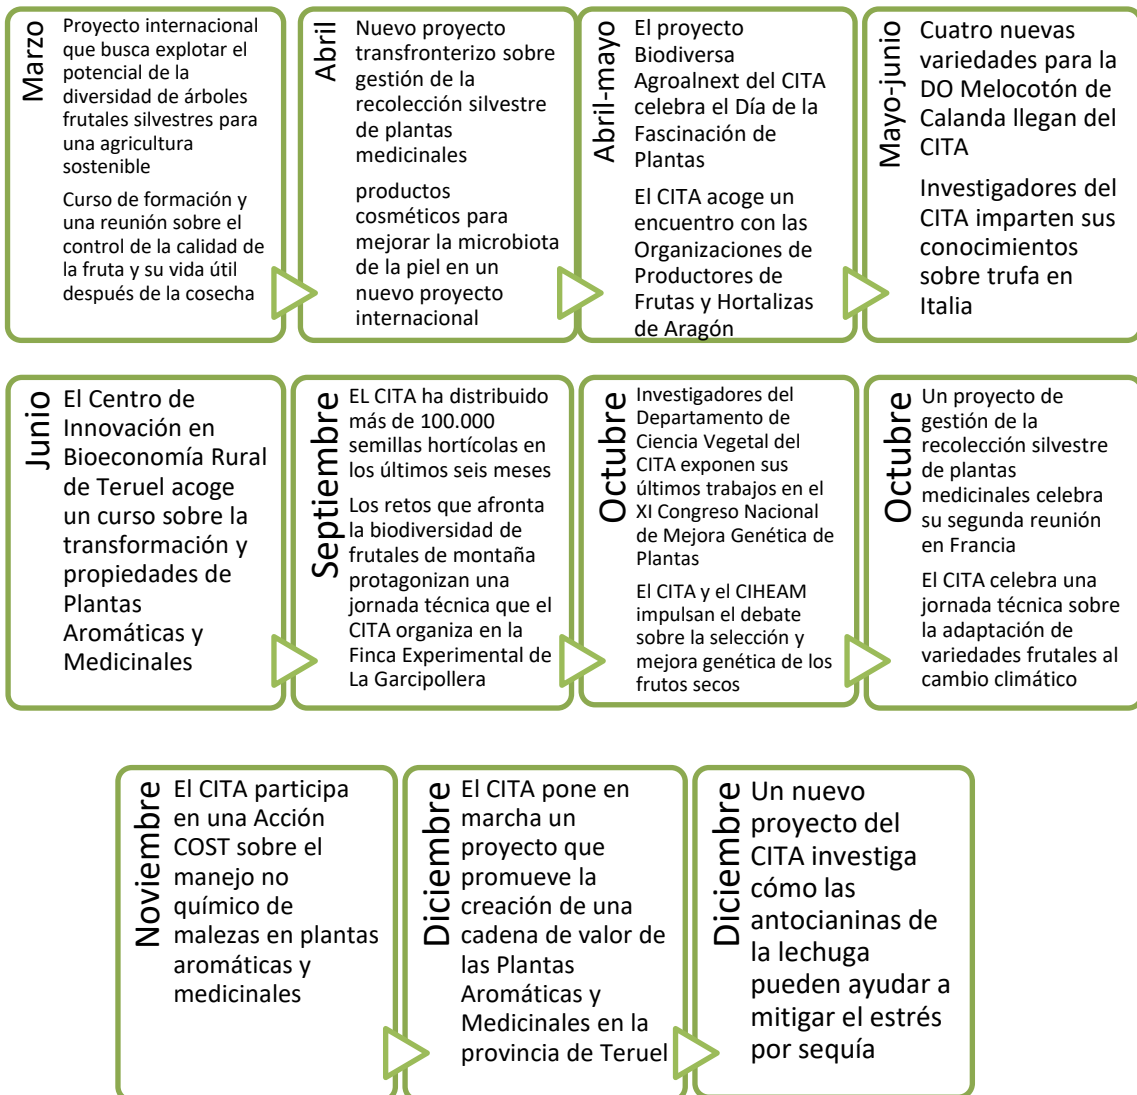 Marzo
Proyecto internacional
que busca explotar el
potencial de la
diversidad de árboles
frutales silvestres para
una agricultura
sostenible
Curso de formación y
una reunión sobre el
control de la calidad de
la fruta y su vida útil
después de la cosecha
Abril
Nuevo proyecto
transfronterizo sobre
gestión de la
recolección silvestre
de plantas
medicinales
productos
cosméticos para
mejorar la microbiota
de la piel en un
nuevo proyecto
internacional
Abril-mayo
El proyecto
Biodiversa
Agroalnext del CITA
celebra el Día de la
Fascinación de
Plantas
El CITA acoge un
encuentro con las
Organizaciones de
Productores de
Frutas y Hortalizas
de Aragón
Mayo-junio
Cuatro nuevas
variedades para la
DO Melocotón de
Calanda llegan del
CITA
Investigadores del
CITA imparten sus
conocimientos
sobre trufa en
Italia
Junio
El Centro de
Innovación en
Bioeconomía Rural
de Teruel acoge
un curso sobre la
transformación y
propiedades de
Plantas
Aromáticas y
Medicinales
Septiembre
EL CITA ha distribuido
más de 100.000
semillas hortícolas en
los últimos seis meses
Los retos que afronta
la biodiversidad de
frutales de montaña
protagonizan una
jornada técnica que el
CITA organiza en la
Finca Experimental de
La Garcipollera
Octubre
Investigadores del
Departamento de
Ciencia Vegetal del
CITA exponen sus
últimos trabajos en el
XI Congreso Nacional
de Mejora Genética de
Plantas
El CITA y el CIHEAM
impulsan el debate
sobre la selección y
mejora genética de los
frutos secos
Octubre
Un proyecto de
gestión de la
recolección silvestre
de plantas
medicinales celebra
su segunda reunión
en Francia
El CITA celebra una
jornada técnica sobre
la adaptación de
variedades frutales al
cambio climático
Noviembre
El CITA participa
en una Acción
COST sobre el
manejo no
químico de
malezas en plantas
aromáticas y
medicinales
Diciembre
El CITA pone en
marcha un
proyecto que
promueve la
creación de una
cadena de valor de
las Plantas
Aromáticas y
Medicinales en la
provincia de Teruel
Diciembre
Un nuevo
proyecto del
CITA investiga
cómo las
antocianinas de
la lechuga
pueden ayudar a
mitigar el estrés
por sequía